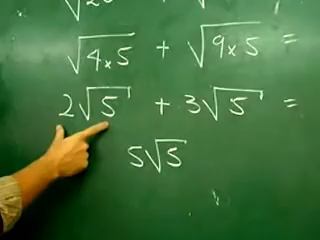 √4×5 + √9×5 =
2√5 + 3√5 =
5√5